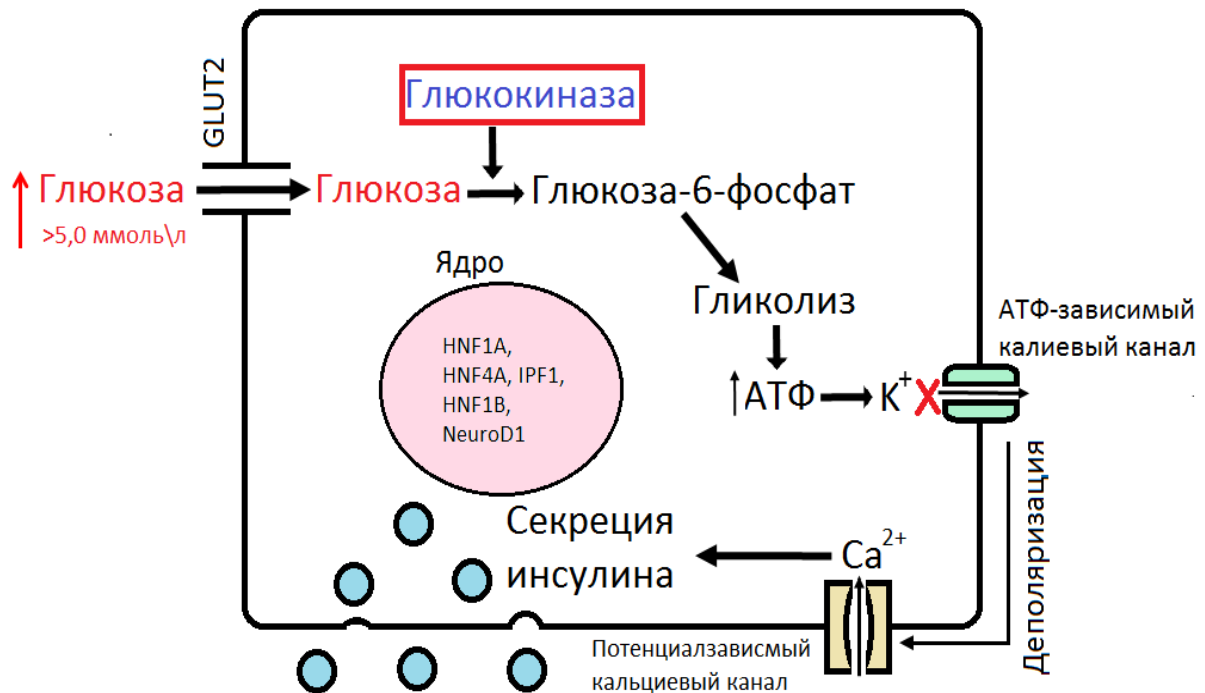 GLUT2
Глюкокиназа
Глюкоза
>5,0 ммоль\л
Глюкоза
Глюкоза-6-фосфат
Ядро
HNF1A,
HNF4A, IPF1,
HNF1B,
NeuroD1
Гликолиз
АТФ
K+
X
АТФ-зависимый
калиевый канал
Деполяризация
Секреция
инсулина
Ca2+
Потенциалзависмый
кальциевый канал